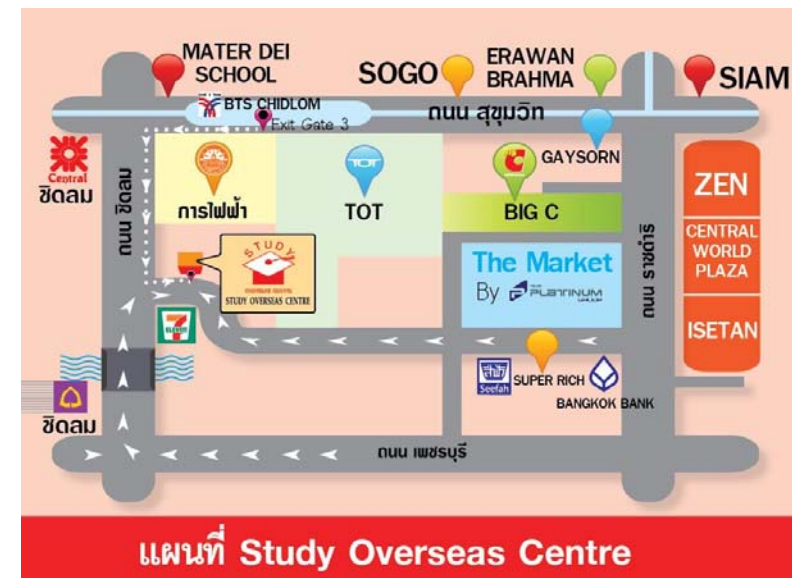 MATER DEI
SCHOOL
SOGO
ERAWAN
BRAHMA
SIAM
BTS CHIDLOM
Exit Gate 3
ถนน สุขุมวิท
Central
ชิดลม
ถนน ชิดลม
การไฟฟ้า
TOT
TOT
GAYSORN
BIG C
ZEN
CENTRAL
WORLD
PLAZA
ISETAN
STUDY
STUDY OVERSEAS CENTRE
The Market
By PLATINUM
ถนน ราชดำริ
7
ELEVEN
Seefah
SUPER RICH
BANGKOK BANK
ชิดลม
ถนน เพชรบุรี
แผนที่ Study Overseas Centre